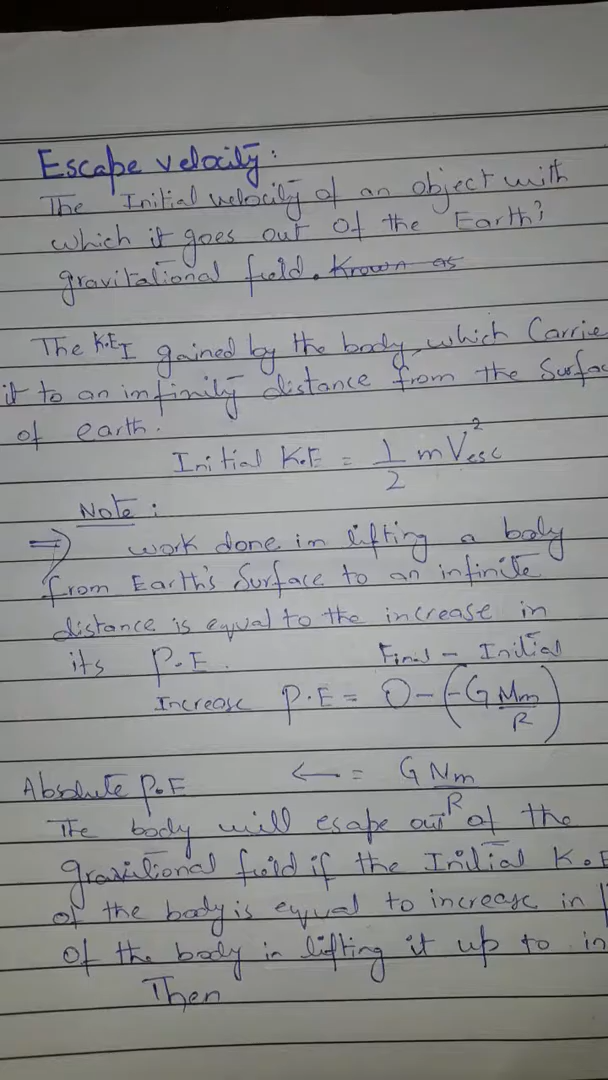 Escape velocity:
The Initial velocity of an object with
which it goes out of the Earth's
gravitational field. Known as
The K.E I gained by the body, which Carrie
it to an imfinity distance from the Surfac
of earth.
Initial K.E = 1/2 mVesc²
Note:
⇒ work done in lifting a body
from Earth's Surface to an infinite
distance is equal to the increase in
its P.E. Final - Initial
Increase P.E = 0 - (-G Mm/R)
Absolute P.E ← = G Mm/R
The body will escape out of the
gravitional field if the Initial K.E
of the body is equal to increase in P
of the body in lifting it up to in
Then